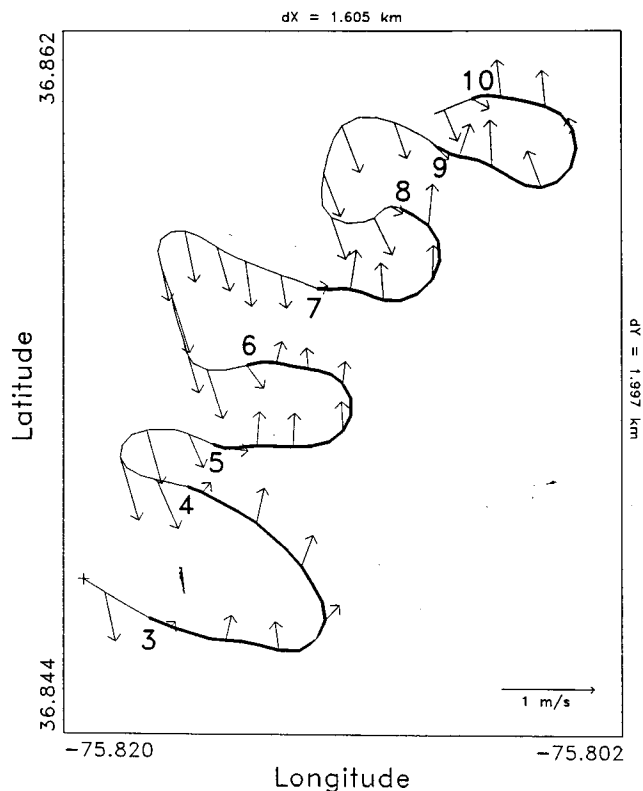 dX = 1.605 km
36.862
10
9
8
7
6
5
4
3
Latitude
dY = 1.997 km
36.844
1 m/s
−75.820
−75.802
Longitude